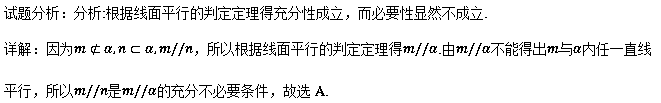 试题分析：分析:根据线面平行的判定定理得充分性成立，而必要性显然不成立.
详解：因为m⊄α,n⊂α,m//n，所以根据线面平行的判定定理得m//α.由m//α不能得出m与α内任一直线
平行，所以m//n是m//α的充分不必要条件，故选 A.